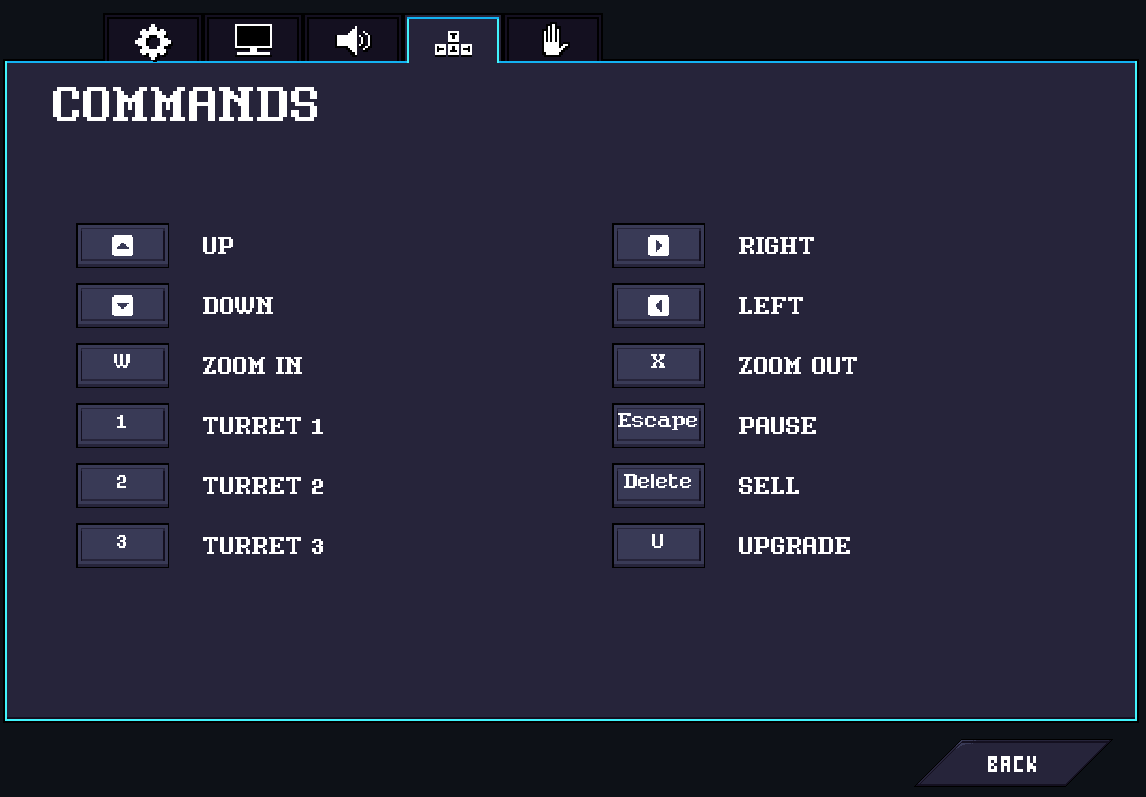 COMMANDS
UP
RIGHT
DOWN
LEFT
W ZOOM IN
X ZOOM OUT
1 TURRET 1
Escape PAUSE
2 TURRET 2
Delete SELL
3 TURRET 3
U UPGRADE
BACK